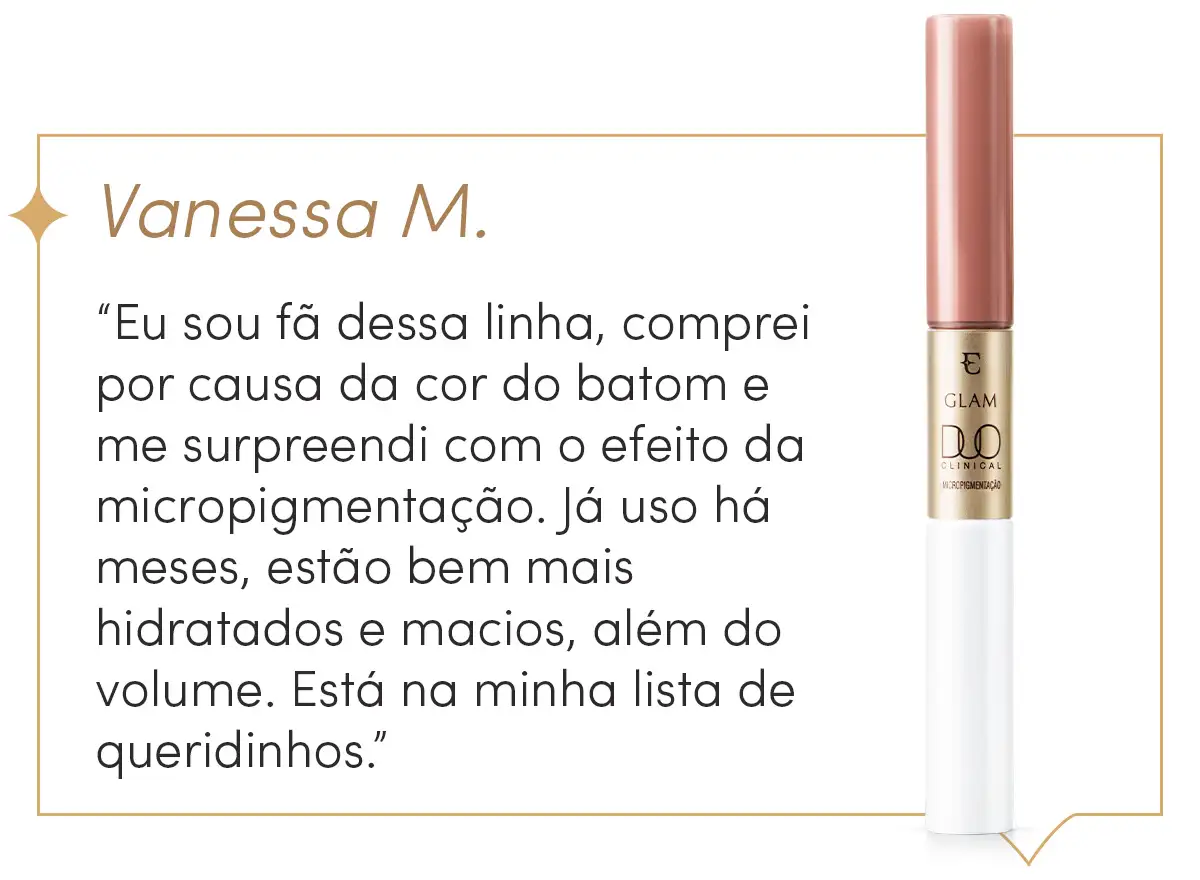 Vanessa M.
“Eu sou fã dessa linha, comprei
por causa da cor do batom e
me surpreendi com o efeito da
micropigmentação. Já uso há
meses, estão bem mais
hidratados e macios, além do
volume. Está na minha lista de
queridinhos.”
E
GLAM
DUO
CLINICAL
MICROPIGMENTAÇÃO